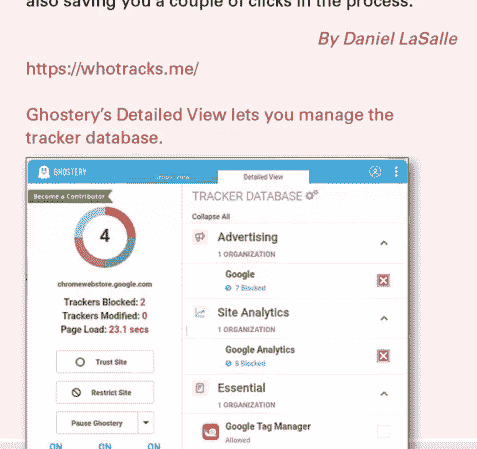 also saving you a couple of clicks in the process.
By Daniel LaSalle
https://whotracks.me/
Ghostery's Detailed View lets you manage the
tracker database.
GHOSTERY
Detailed View
Become a Contributor
TRACKER DATABASE
Collapse All
4
Advertising
1 ORGANIZATION
Google
7 Blocked
chromewebstore.google.com
Trackers Blocked: 2
Trackers Modified: 0
Page Load: 23.1 secs
Site Analytics
1 ORGANIZATION
Google Analytics
6 Blocked
Trust Site
Restrict Site
Essential
1 ORGANIZATION
Pause Ghostery
Google Tag Manager
Allowed
ON ON ON